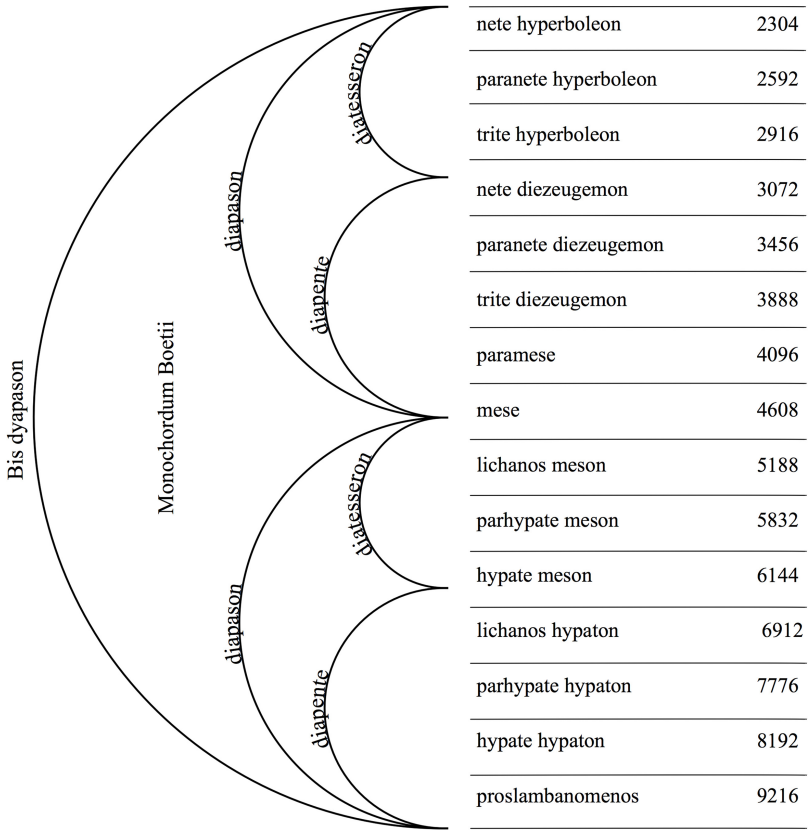 nete hyperboleon 2304
paranete hyperboleon 2592
trite hyperboleon 2916
nete diezeugemon 3072
paranete diezeugemon 3456
trite diezeugemon 3888
paramese 4096
mese 4608
lichanos meson 5188
parhypate meson 5832
hypate meson 6144
lichanos hypaton 6912
parhypate hypaton 7776
hypate hypaton 8192
proslambanomenos 9216
Bis dyapason
Monochordum Boetii
diapason
diatesseron
diapente
diapason
diatesseron
diapente